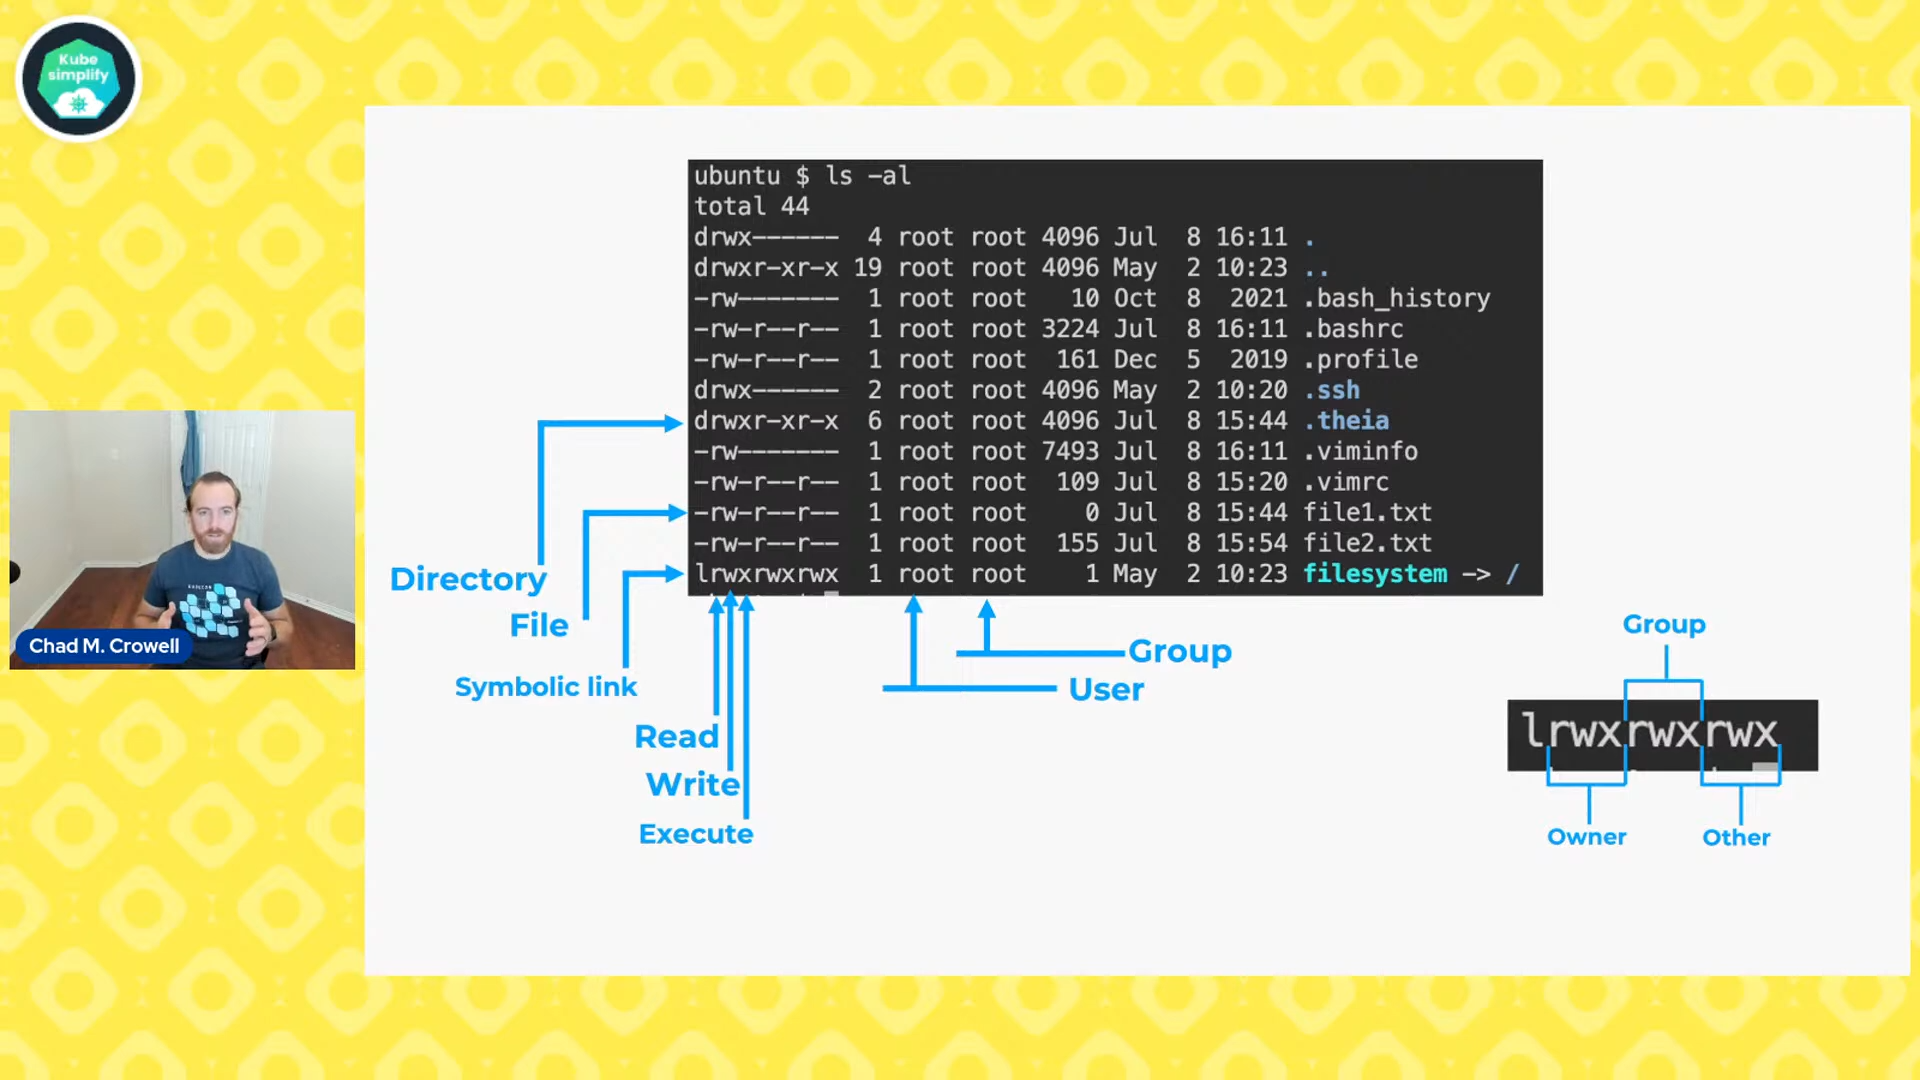 Kube
simplify
ubuntu $ ls -al
total 44
drwx------ 4 root root 4096 Jul 8 16:11 .
drwxr-xr-x 19 root root 4096 May 2 10:23 ..
-rw------- 1 root root 10 Oct 8 2021 .bash_history
-rw-r--r-- 1 root root 3224 Jul 8 16:11 .bashrc
-rw-r--r-- 1 root root 161 Dec 5 2019 .profile
drwx------ 2 root root 4096 May 2 10:20 .ssh
drwxr-xr-x 6 root root 4096 Jul 8 15:44 .theia
-rw------- 1 root root 7493 Jul 8 16:11 .viminfo
-rw-r--r-- 1 root root 109 Jul 8 15:20 .vimrc
-rw-r--r-- 1 root root 0 Jul 8 15:44 file1.txt
-rw-r--r-- 1 root root 155 Jul 8 15:54 file2.txt
lrwxrwxrwx 1 root root 1 May 2 10:23 filesystem -> /
Directory
File
Symbolic link
Read
Write
Execute
Group
User
Group
lrwxrwxrwx
Owner
Other
Chad M. Crowell